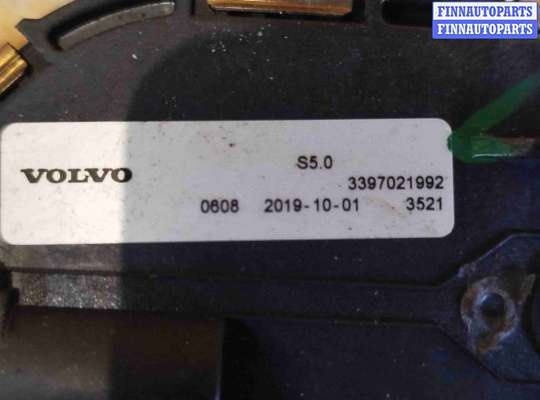 FINNAUTOPARTS
FINNAUTOPARTS
S5.0
VOLVO
3397021992
0608 2019-10-01 3521